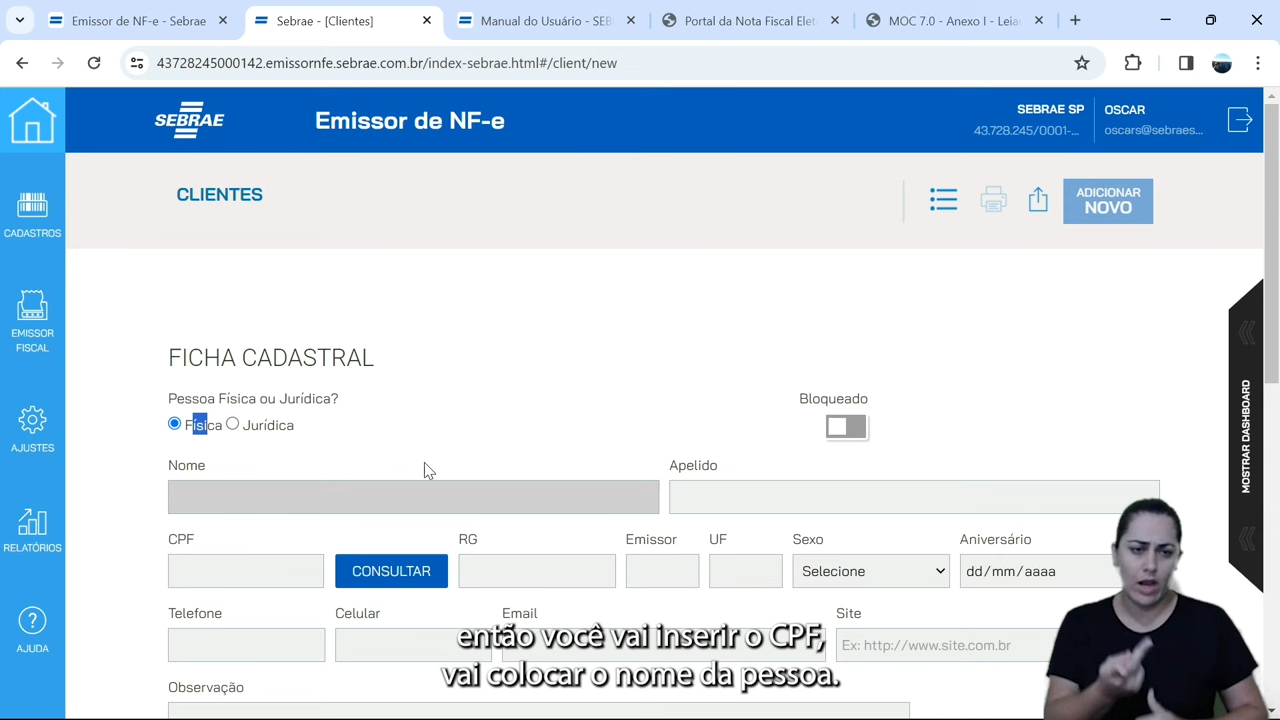 Emissor de NF-e - Sebrae
Sebrae - [Clientes]
Manual do Usuário - SEB
Portal da Nota Fiscal Elet
MOC 7.0 - Anexo I - Leia
43728245000142.emissornfe.sebrae.com.br/index-sebrae.html#/client/new
SEBRAE
Emissor de NF-e
SEBRAE SP
43.728.245/0001-...
OSCAR
oscars@sebraes...
CLIENTES
ADICIONAR
NOVO
CADASTROS
EMISSOR
FISCAL
AJUSTES
RELATÓRIOS
AJUDA
MOSTRAR DASHBOARD
FICHA CADASTRAL
Pessoa Física ou Jurídica?
Bloqueado
Física
Jurídica
Nome
Apelido
CPF
RG
Emissor
UF
Sexo
Aniversário
CONSULTAR
Selecione
dd/mm/aaaa
Telefone
Celular
Email
Site
Ex: http://www.site.com.br
então você vai inserir o CPF,
vai colocar o nome da pessoa.
Observação